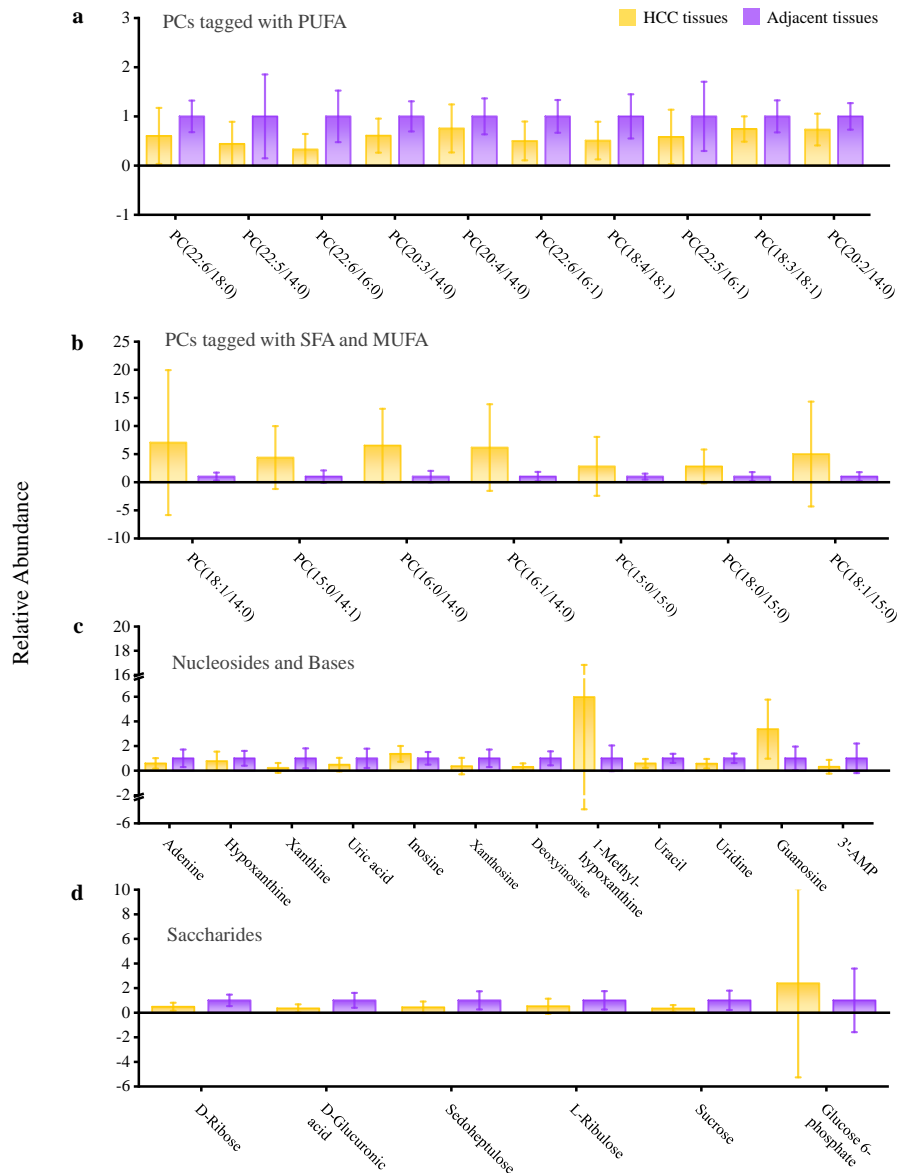 a
PCs tagged with PUFA
HCC tissues
Adjacent tissues
3
2
1
0
-1
PC(22:6/18:0)
PC(22:5/14:0)
PC(22:6/16:0)
PC(20:3/14:0)
PC(20:4/14:0)
PC(22:6/16:1)
PC(18:4/18:1)
PC(22:5/16:1)
PC(18:3/18:1)
PC(20:2/14:0)
Relative Abundance
b
PCs tagged with SFA and MUFA
25
20
15
10
5
0
-5
-10
PC(18:1/14:0)
PC(15:0/14:1)
PC(16:0/14:0)
PC(16:1/14:0)
PC(15:0/15:0)
PC(18:0/15:0)
PC(18:1/15:0)
c
Nucleosides and Bases
20
16
6
4
2
0
-2
-6
Adenine
Hypoxanthine
Xanthine
Uric acid
Inosine
Xanthosine
Deoxyinosine
1-Methyl-
hypoxanthine
Uracil
Uridine
Guanosine
3'-AMP
d
Saccharides
10
8
6
4
2
0
-2
-4
-6
D-Ribose
D-Glucuronic
acid
Sedoheptulose
L-Ribulose
Sucrose
Glucose 6-
phosphate